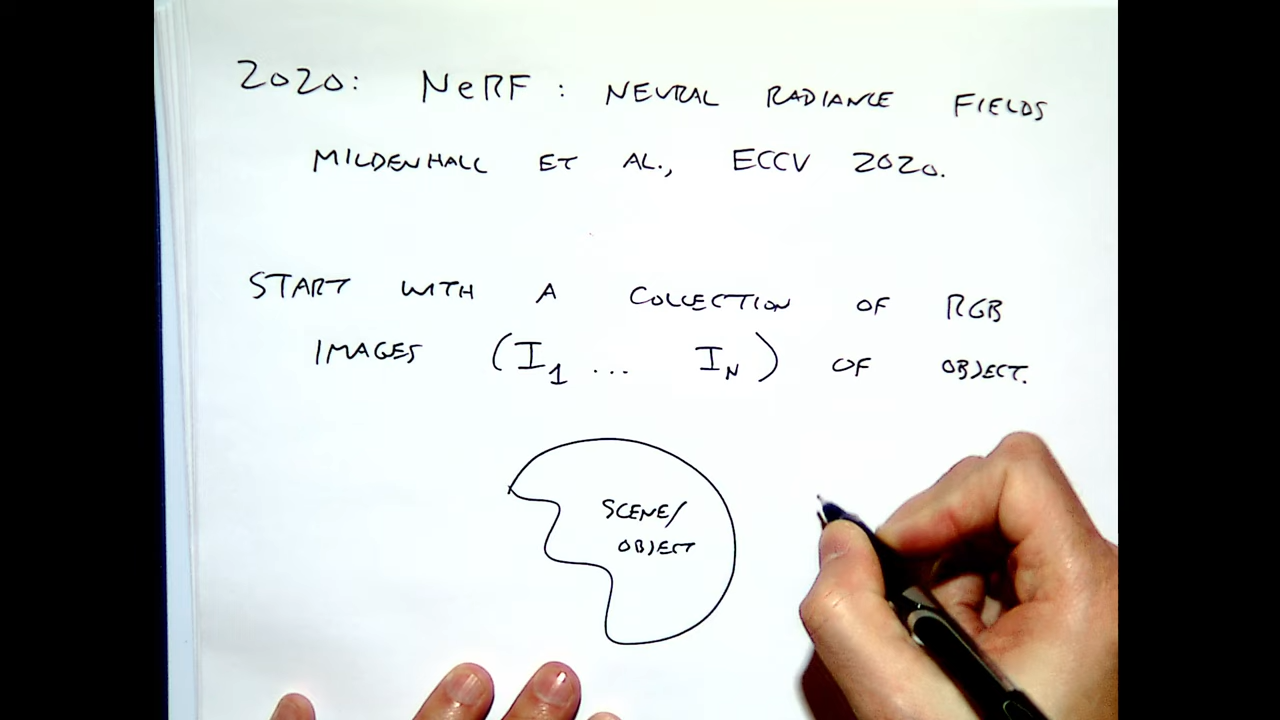 2020: NeRF: NEURAL RADIANCE FIELDS
MILDENHALL ET AL., ECCV 2020.
START WITH A COLLECTION OF RGB
IMAGES (I₁ ... I_N) OF OBJECT.
SCENE/
OBJECT